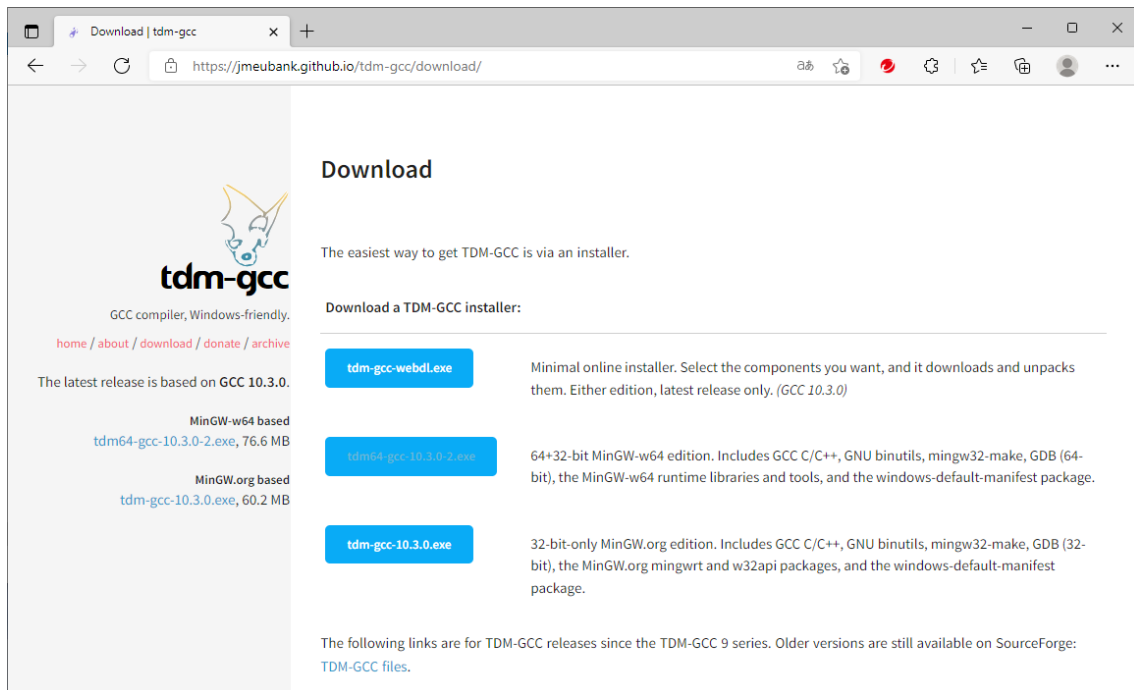 Download | tdm-gcc
https://jmeubank.github.io/tdm-gcc/download/
tdm-gcc
GCC compiler, Windows-friendly.
home / about / download / donate / archive
The latest release is based on GCC 10.3.0.
MinGW-w64 based
tdm64-gcc-10.3.0-2.exe, 76.6 MB
MinGW.org based
tdm-gcc-10.3.0.exe, 60.2 MB
Download
The easiest way to get TDM-GCC is via an installer.
Download a TDM-GCC installer:
tdm-gcc-webdl.exe
Minimal online installer. Select the components you want, and it downloads and unpacks
them. Either edition, latest release only. (GCC 10.3.0)
tdm64-gcc-10.3.0-2.exe
64+32-bit MinGW-w64 edition. Includes GCC C/C++, GNU binutils, mingw32-make, GDB (64-
bit), the MinGW-w64 runtime libraries and tools, and the windows-default-manifest package.
tdm-gcc-10.3.0.exe
32-bit-only MinGW.org edition. Includes GCC C/C++, GNU binutils, mingw32-make, GDB (32-
bit), the MinGW.org mingwrt and w32api packages, and the windows-default-manifest
package.
The following links are for TDM-GCC releases since the TDM-GCC 9 series. Older versions are still available on SourceForge:
TDM-GCC files.